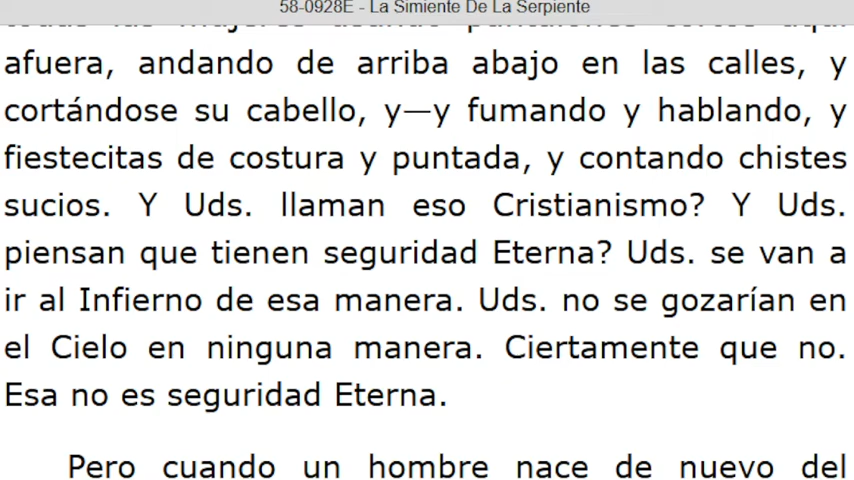 58-0928E - La Simiente De La Serpiente
afuera, andando de arriba abajo en las calles, y
cortándose su cabello, y—y fumando y hablando, y
fiestecitas de costura y puntada, y contando chistes
sucios. Y Uds. llaman eso Cristianismo? Y Uds.
piensan que tienen seguridad Eterna? Uds. se van a
ir al Infierno de esa manera. Uds. no se gozarían en
el Cielo en ninguna manera. Ciertamente que no.
Esa no es seguridad Eterna.
Pero cuando un hombre nace de nuevo del